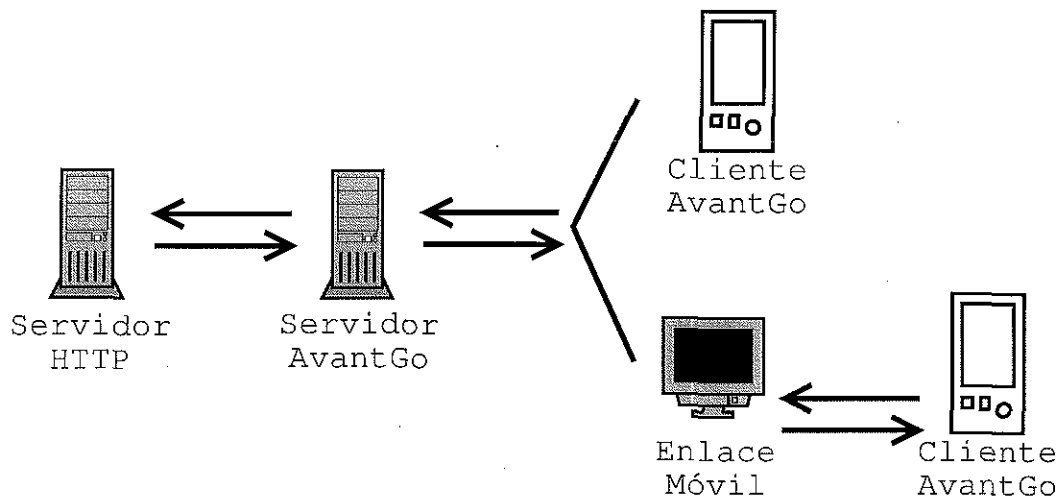 Cliente
AvantGo
Servidor
HTTP
Servidor
AvantGo
Enlace
Móvil
Cliente
AvantGo